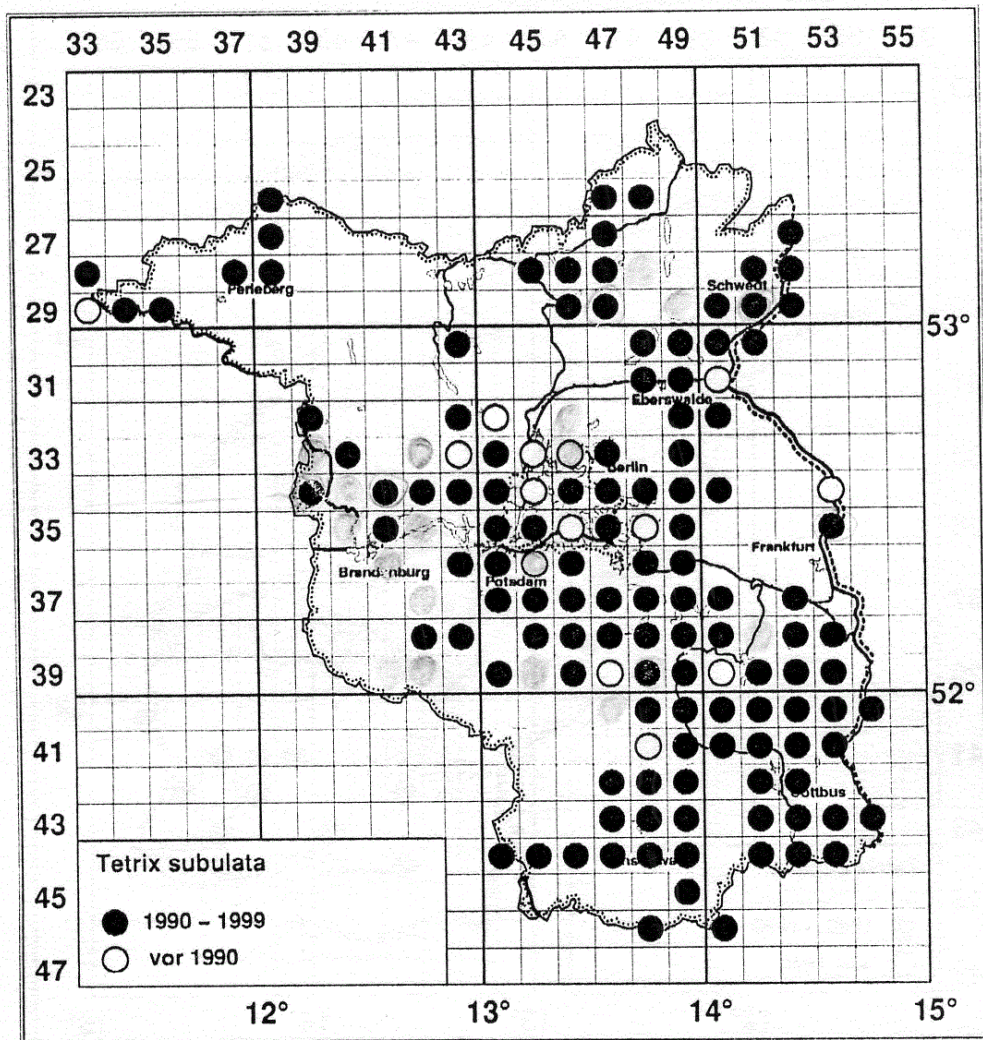 33 35 37 39 41 43 45 47 49 51 53 55
23
25
27
Perleberg
Schwedt
29
53°
31
Eberswalde
33
Berlin
35
Frankfurt
Brandenburg
Potsdam
37
39
52°
41
Cottbus
43
Tetrix subulata
45
1990 – 1999
vor 1990
47
12° 13° 14° 15°